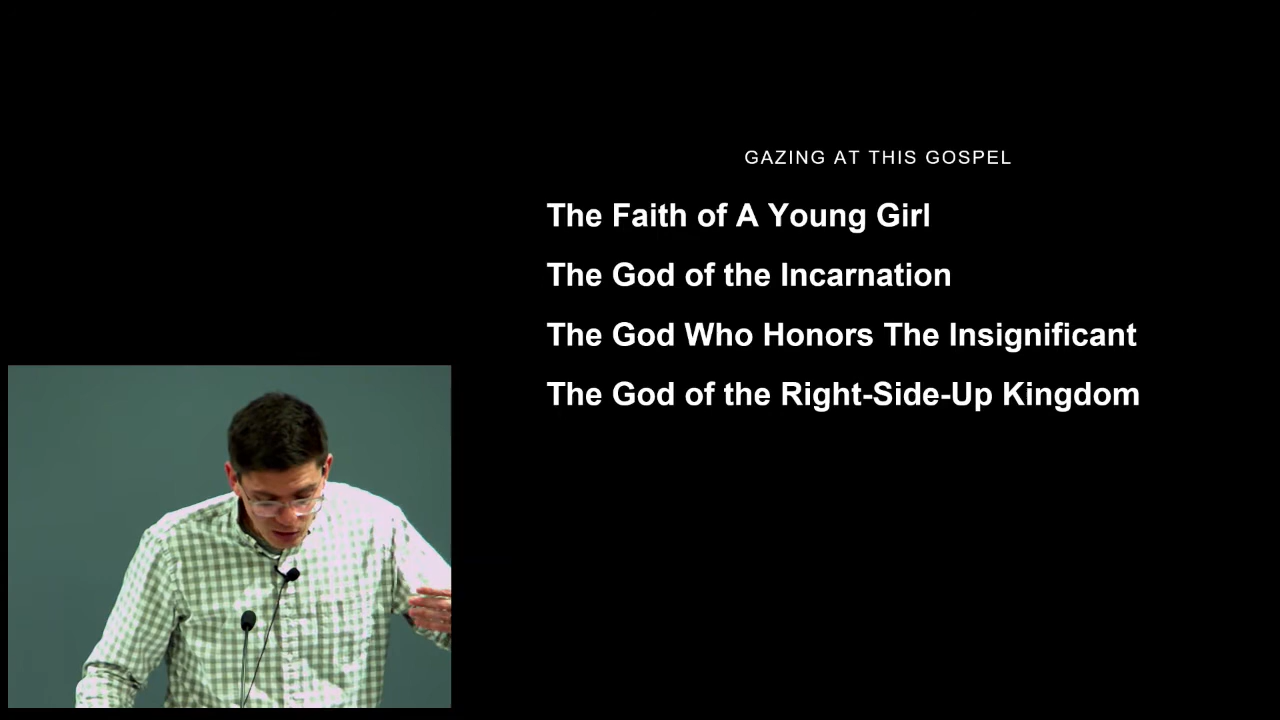 GAZING AT THIS GOSPEL
The Faith of A Young Girl
The God of the Incarnation
The God Who Honors The Insignificant
The God of the Right-Side-Up Kingdom